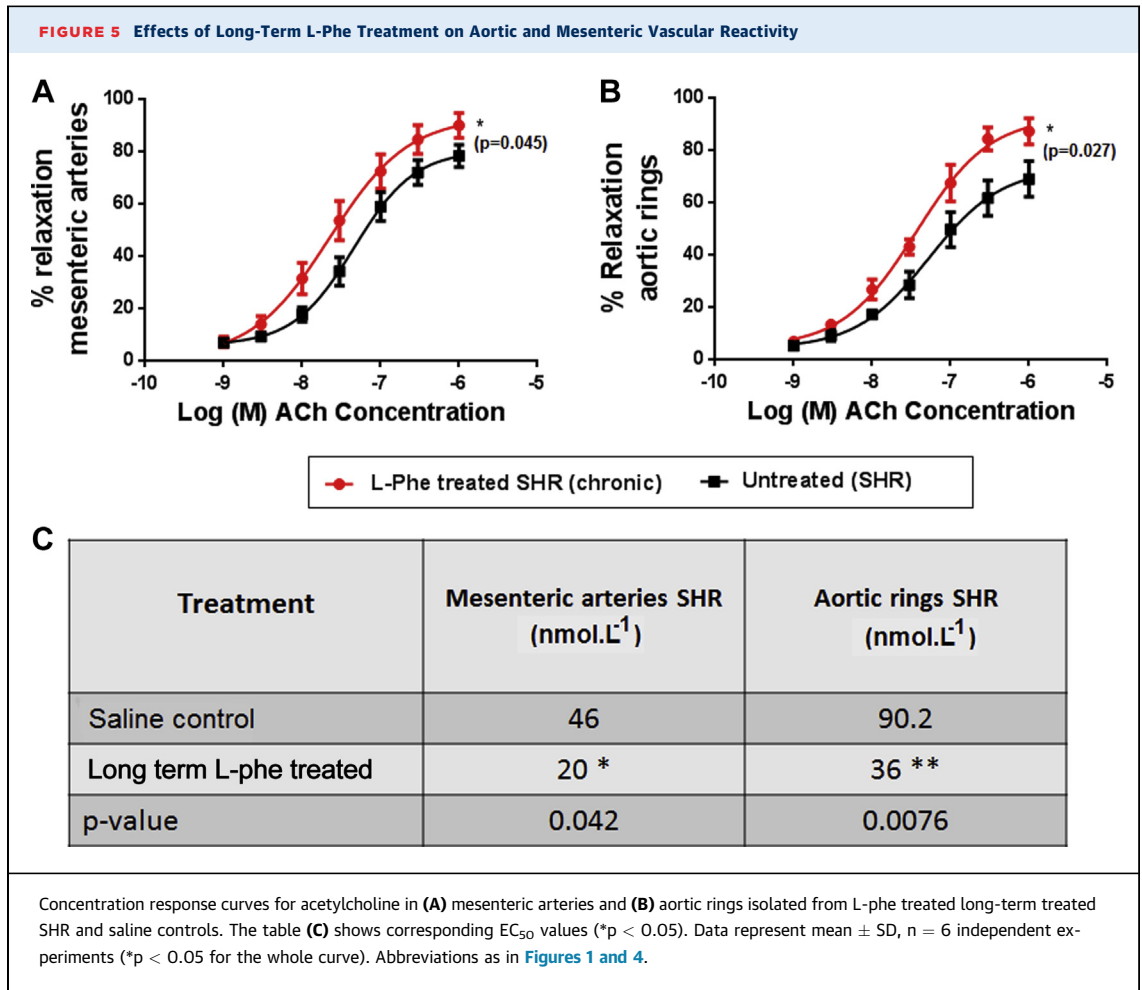 FIGURE 5 Effects of Long-Term L-Phe Treatment on Aortic and Mesenteric Vascular Reactivity
A
% relaxation
mesenteric arteries
100
80
60
40
20
0
-10 -9 -8 -7 -6 -5
Log (M) ACh Concentration
*
(p=0.045)
B
% Relaxation
aortic rings
100
80
60
40
20
0
-10 -9 -8 -7 -6 -5
Log (M) ACh Concentration
*
(p=0.027)
L-Phe treated SHR (chronic) Untreated (SHR)
C
Treatment Mesenteric arteries SHR (nmol.L-1) Aortic rings SHR (nmol.L-1)
Saline control 46 90.2
Long term L-phe treated 20 * 36 **
p-value 0.042 0.0076
Concentration response curves for acetylcholine in (A) mesenteric arteries and (B) aortic rings isolated from L-phe treated long-term treated
SHR and saline controls. The table (C) shows corresponding EC50 values (*p < 0.05). Data represent mean ± SD, n = 6 independent ex-
periments (*p < 0.05 for the whole curve). Abbreviations as in Figures 1 and 4.